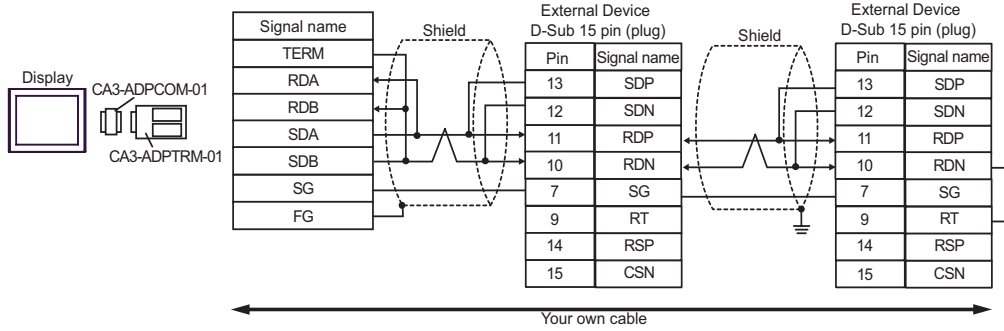 Display
CA3-ADPCOM-01
CA3-ADPTRM-01
Signal name
TERM
RDA
RDB
SDA
SDB
SG
FG
Shield
External Device
D-Sub 15 pin (plug)
Pin Signal name
13 SDP
12 SDN
11 RDP
10 RDN
7 SG
9 RT
14 RSP
15 CSN
Shield
External Device
D-Sub 15 pin (plug)
Pin Signal name
13 SDP
12 SDN
11 RDP
10 RDN
7 SG
9 RT
14 RSP
15 CSN
Your own cable